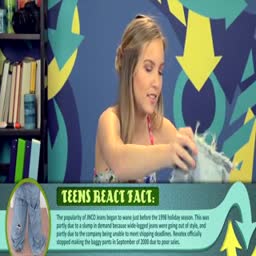 TEENS REACT FACT:
The popularity of JNCO Jeans began to wane just before the 1998 holiday season. This was
partly due to a slump in demand because wide-legged jeans were going out of style, and
partly due to the company being unable to meet shipping deadlines. Revatex officially
stopped making the baggy pants in September of 2000 due to poor sales.